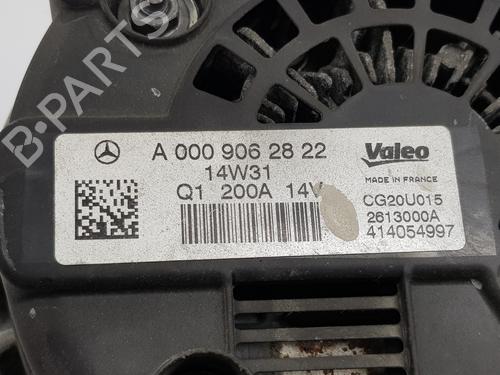 B-PARTS
A 000 906 28 22
14W31
Q1 200A 14V
Valeo
MADE IN FRANCE
CG20U015
2613000A
414054997